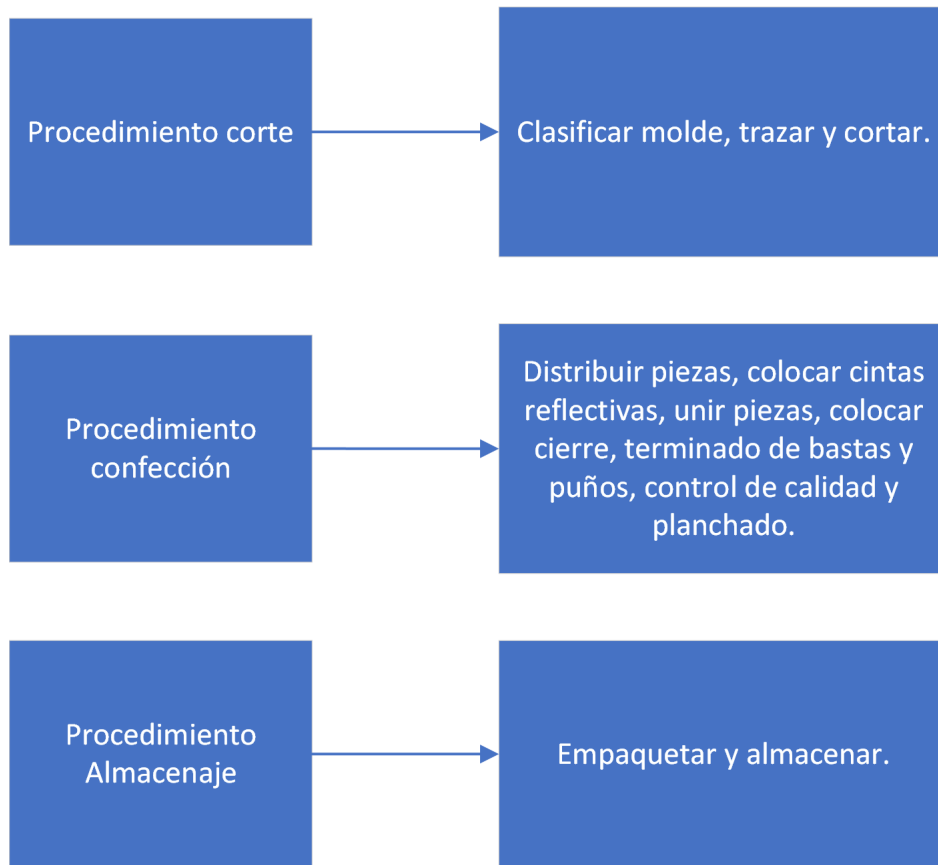 Procedimiento corte
Clasificar molde, trazar y cortar.
Procedimiento
confección
Distribuir piezas, colocar cintas
reflectivas, unir piezas, colocar
cierre, terminado de bastas y
puños, control de calidad y
planchado.
Procedimiento
Almacenaje
Empaquetar y almacenar.